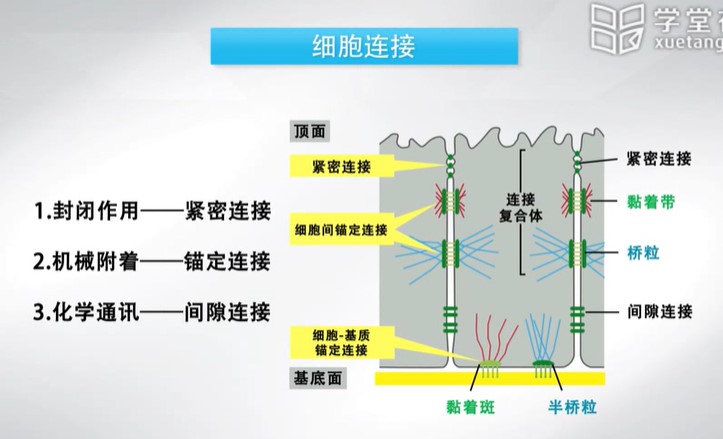 细胞连接
学堂
xuetang
顶面
紧密连接
细胞间锚定连接
细胞-基质
锚定连接
基底面
1.封闭作用——紧密连接
2.机械附着——锚定连接
3.化学通讯——间隙连接
连接
复合体
紧密连接
黏着带
桥粒
间隙连接
黏着斑
半桥粒